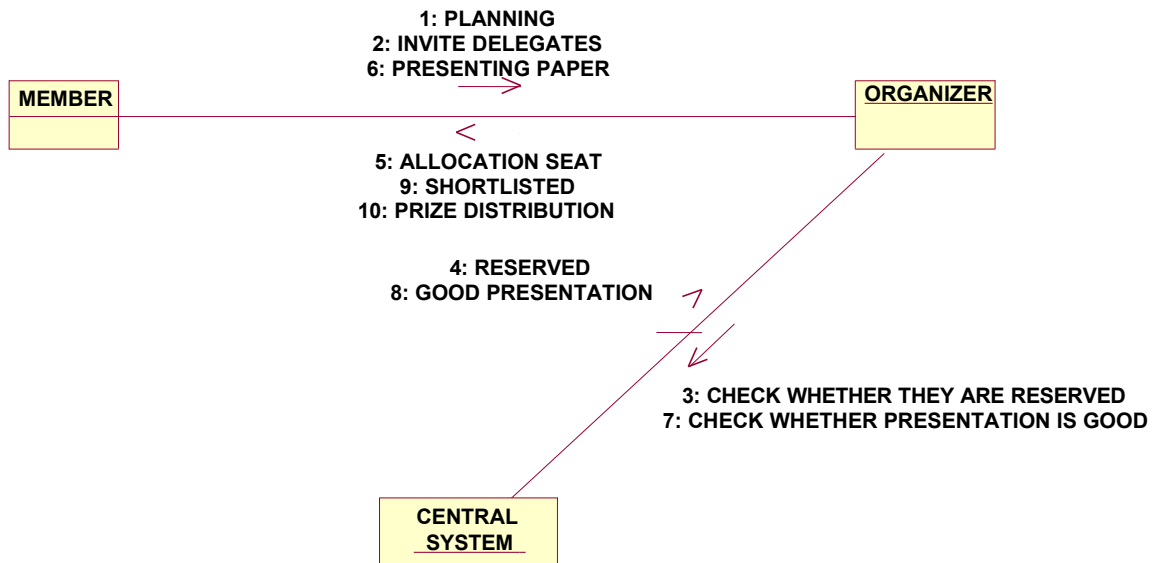 1: PLANNING
2: INVITE DELEGATES
6: PRESENTING PAPER
MEMBER
ORGANIZER
5: ALLOCATION SEAT
9: SHORTLISTED
10: PRIZE DISTRIBUTION
4: RESERVED
8: GOOD PRESENTATION
3: CHECK WHETHER THEY ARE RESERVED
7: CHECK WHETHER PRESENTATION IS GOOD
CENTRAL
SYSTEM